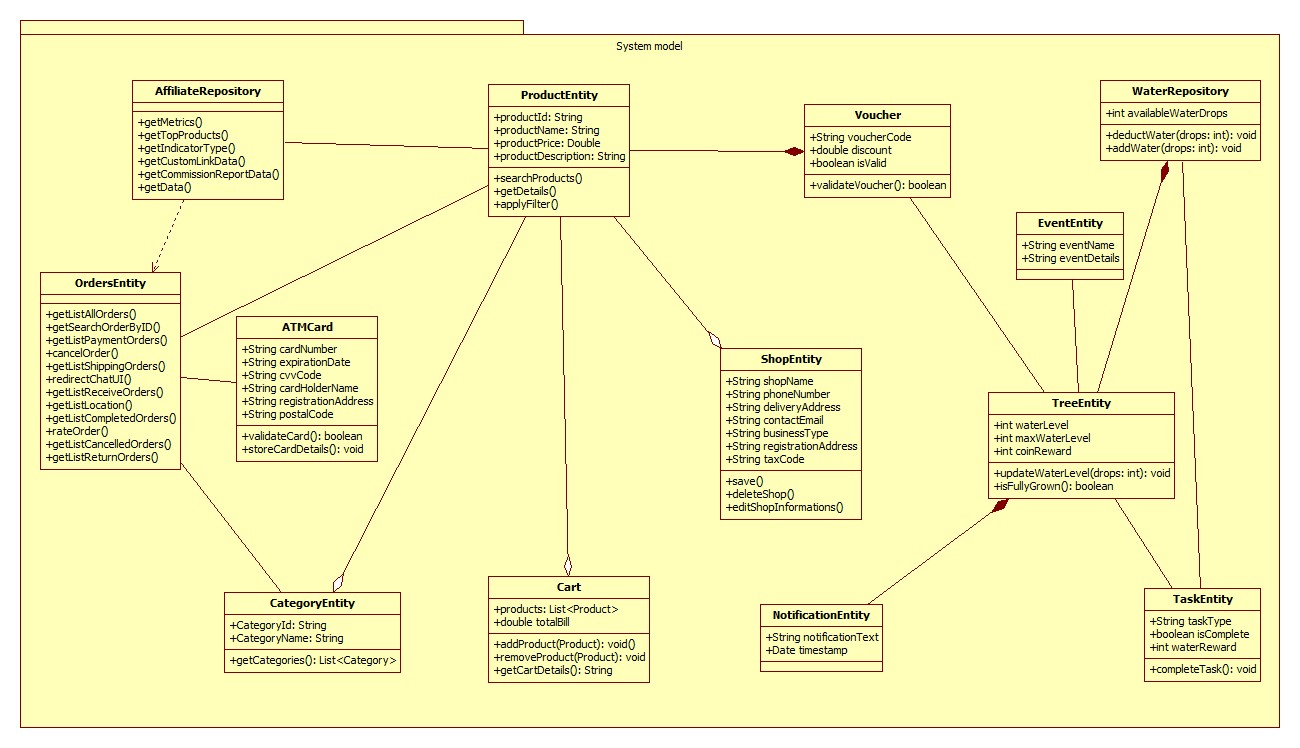 System model
AffiliateRepository
+getMetrics()
+getTopProducts()
+getIndicatorType()
+getCustomLinkData()
+getCommissionReportData()
+getData()
ProductEntity
+productId: String
+productName: String
+productPrice: Double
+productDescription: String
+searchProducts()
+getDetails()
+applyFilter()
Voucher
+String voucherCode
+double discount
+boolean isValid
+validateVoucher(): boolean
WaterRepository
+int availableWaterDrops
+deductWater(drops: int): void
+addWater(drops: int): void
EventEntity
+String eventName
+String eventDetails
OrdersEntity
+getListAllOrders()
+getSearchOrderByID()
+getListPaymentOrders()
+cancelOrder()
+getListShippingOrders()
+redirectChatUI()
+getListReceiveOrders()
+getListLocation()
+getListCompletedOrders()
+rateOrder()
+getListCancelledOrders()
+getListReturnOrders()
ATMCard
+String cardNumber
+String expirationDate
+String cvvCode
+String cardHolderName
+String registrationAddress
+String postalCode
+validateCard(): boolean
+storeCardDetails(): void
ShopEntity
+String shopName
+String phoneNumber
+String deliveryAddress
+String contactEmail
+String businessType
+String registrationAddress
+String taxCode
+save()
+deleteShop()
+editShopInformations()
TreeEntity
+int waterLevel
+int maxWaterLevel
+int coinReward
+updateWaterLevel(drops: int): void
+isFullyGrown(): boolean
CategoryEntity
+CategoryId: String
+CategoryName: String
+getCategories(): List<Category>
Cart
+products: List<Product>
+double totalBill
+addProduct(Product): void()
+removeProduct(Product): void
+getCartDetails(): String
NotificationEntity
+String notificationText
+Date timestamp
TaskEntity
+String taskType
+boolean isComplete
+int waterReward
+completeTask(): void